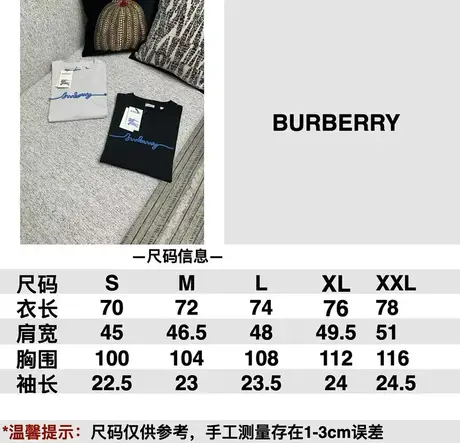 Burberry
Burberry
BURBERRY
—尺码信息—
尺码 S M L XL XXL
衣长 70 72 74 76 78
肩宽 45 46.5 48 49.5 51
胸围 100 104 108 112 116
袖长 22.5 23 23.5 24 24.5
*温馨提示：尺码仅供参考，手工测量存在1-3cm误差